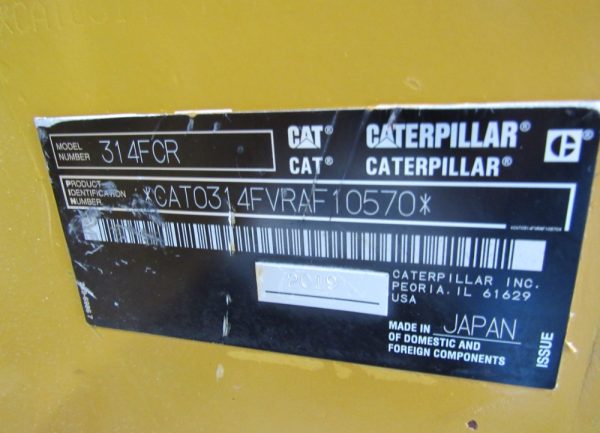 MODEL NUMBER 314FCR
CAT CATERPILLAR
CAT® CATERPILLAR®
PRODUCT IDENTIFICATION NUMBER *CAT0314FVRAF10570*
2019
CATERPILLAR INC.
PEORIA. IL 61629
USA
MADE IN JAPAN
OF DOMESTIC AND
FOREIGN COMPONENTS
ISSUE